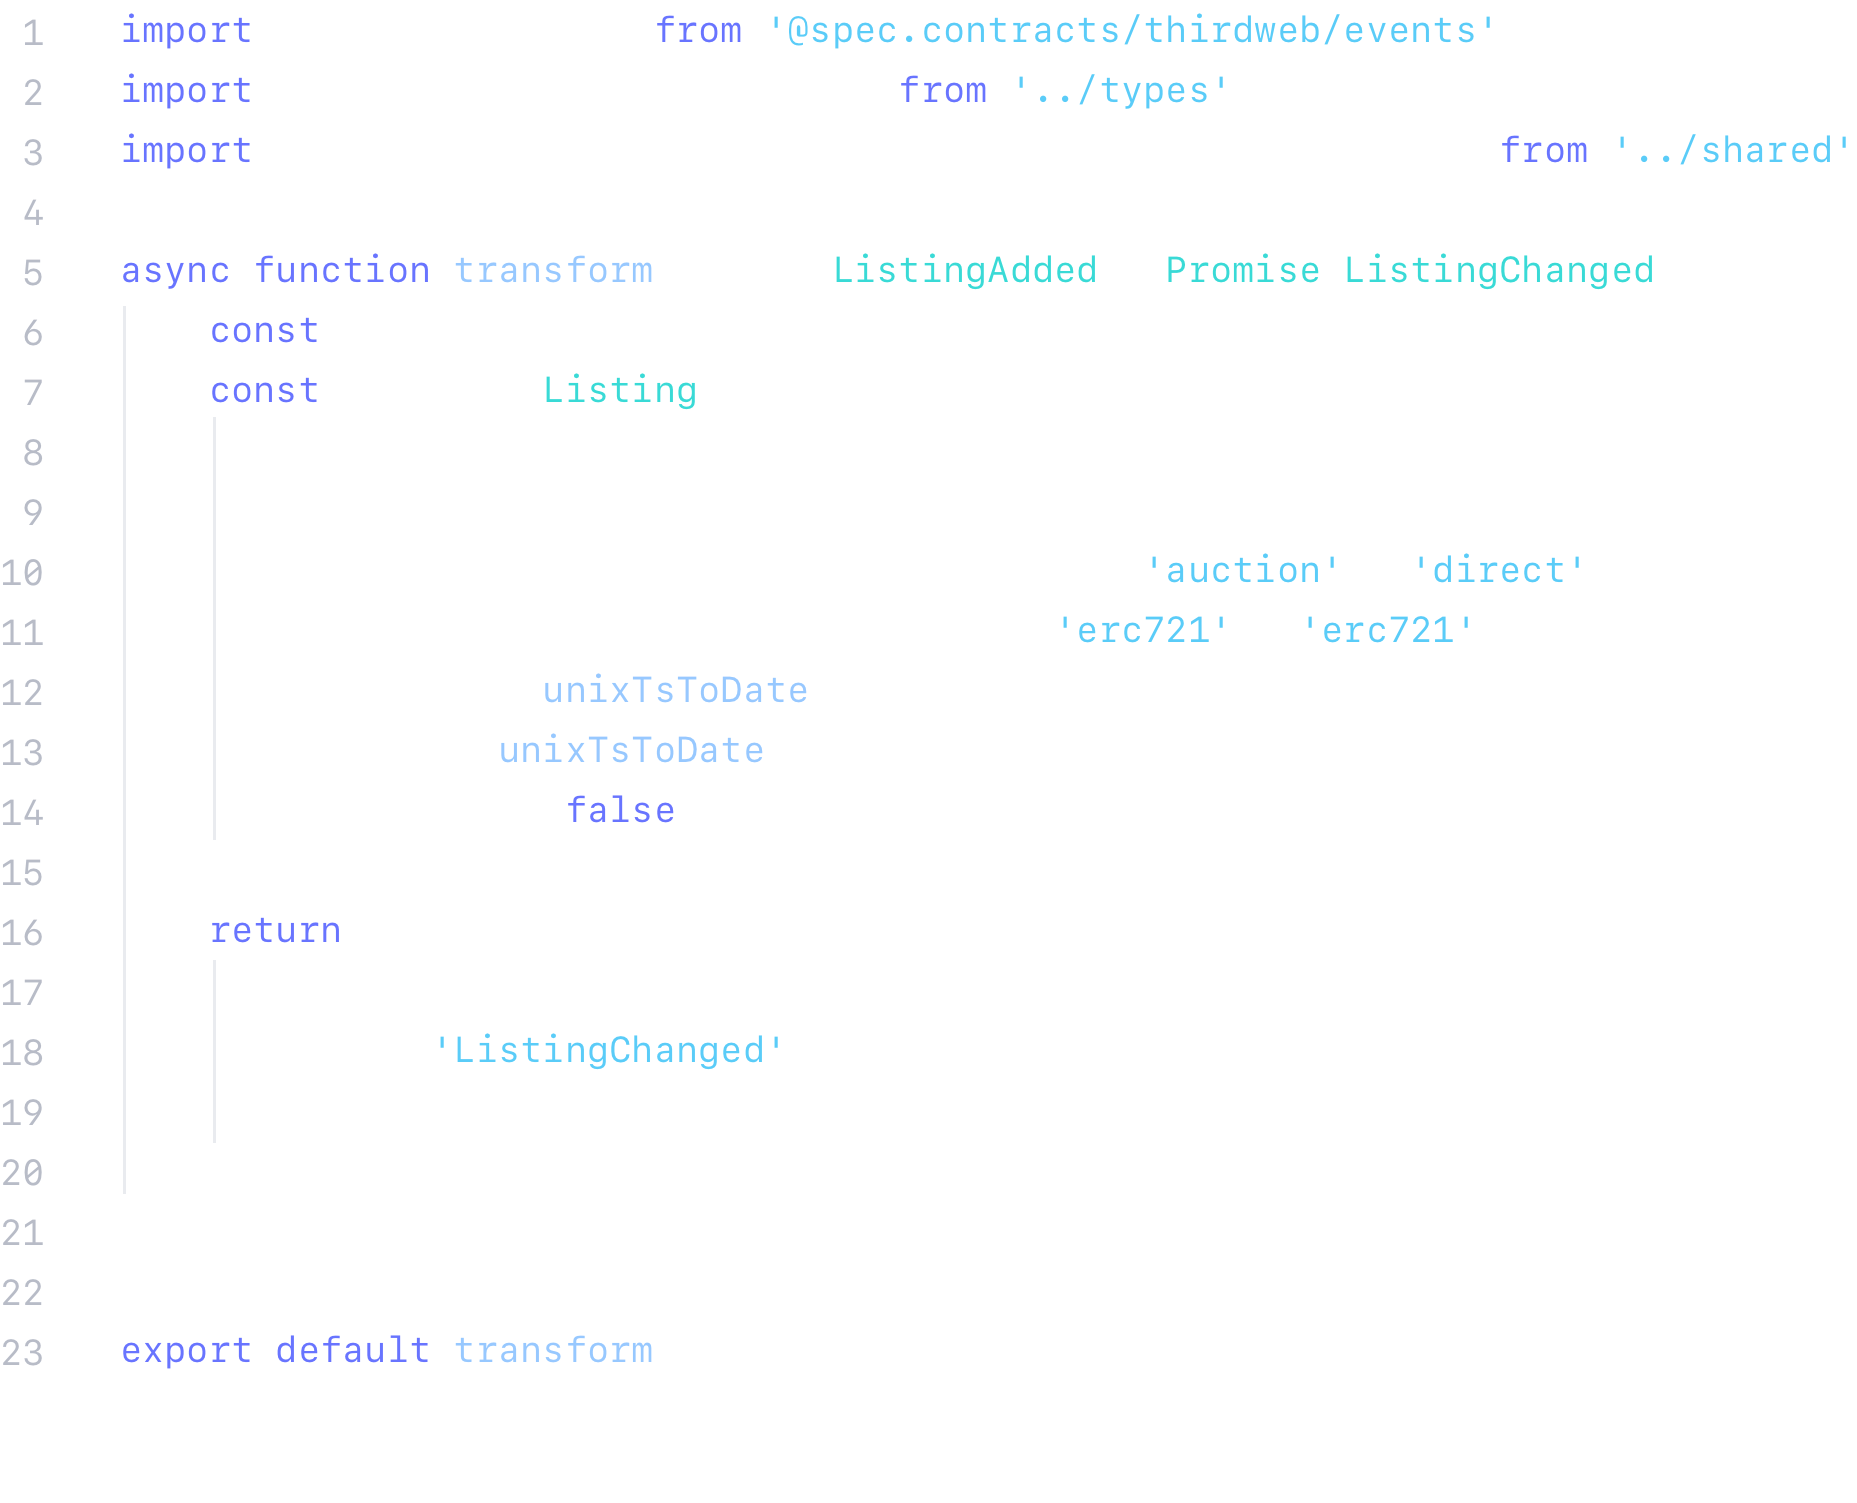 1 import from '@spec.contracts/thirdweb/events'
2 import from '../types'
3 import from '../shared'
4
5 async function transform ListingAdded Promise ListingChanged
6 const
7 const Listing
8
9
10 'auction' 'direct'
11 'erc721' 'erc721'
12 unixTsToDate
13 unixTsToDate
14 false
15
16 return
17
18 'ListingChanged'
19
20
21
22
23 export default transform